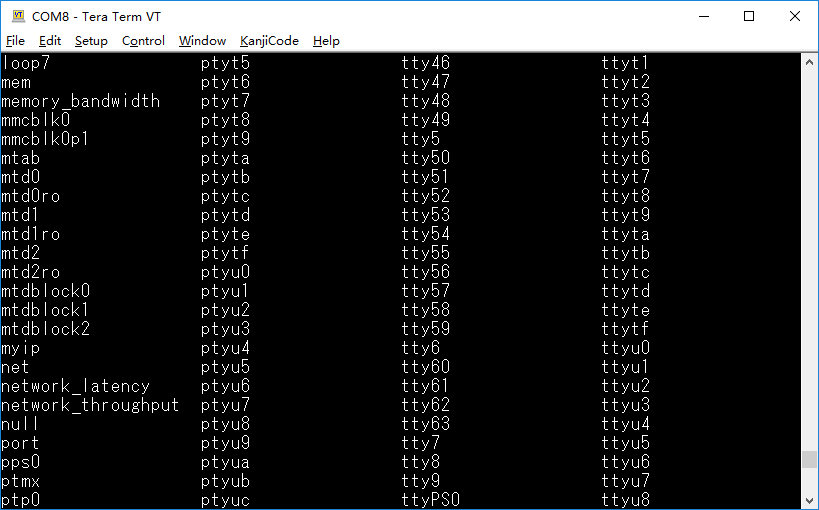 COM8 - Tera Term VT
File Edit Setup Control Window KanjiCode Help
loop7 ptyt5 tty46 ttyt1
mem ptyt6 tty47 ttyt2
memory_bandwidth ptyt7 tty48 ttyt3
mmcblk0 ptyt8 tty49 ttyt4
mmcblk0p1 ptyt9 tty5 ttyt5
mtab ptyta tty50 ttyt6
mtd0 ptytb tty51 ttyt7
mtd0ro ptytc tty52 ttyt8
mtd1 ptytd tty53 ttyt9
mtd1ro ptyte tty54 ttyta
mtd2 ptytf tty55 ttytb
mtd2ro ptyu0 tty56 ttytc
mtdblock0 ptyu1 tty57 ttytd
mtdblock1 ptyu2 tty58 ttyte
mtdblock2 ptyu3 tty59 ttytf
myip ptyu4 tty6 ttyu0
net ptyu5 tty60 ttyu1
network_latency ptyu6 tty61 ttyu2
network_throughput ptyu7 tty62 ttyu3
null ptyu8 tty63 ttyu4
port ptyu9 tty7 ttyu5
pps0 ptyua tty8 ttyu6
ptmx ptyub tty9 ttyu7
ptp0 ptyuc ttyPS0 ttyu8